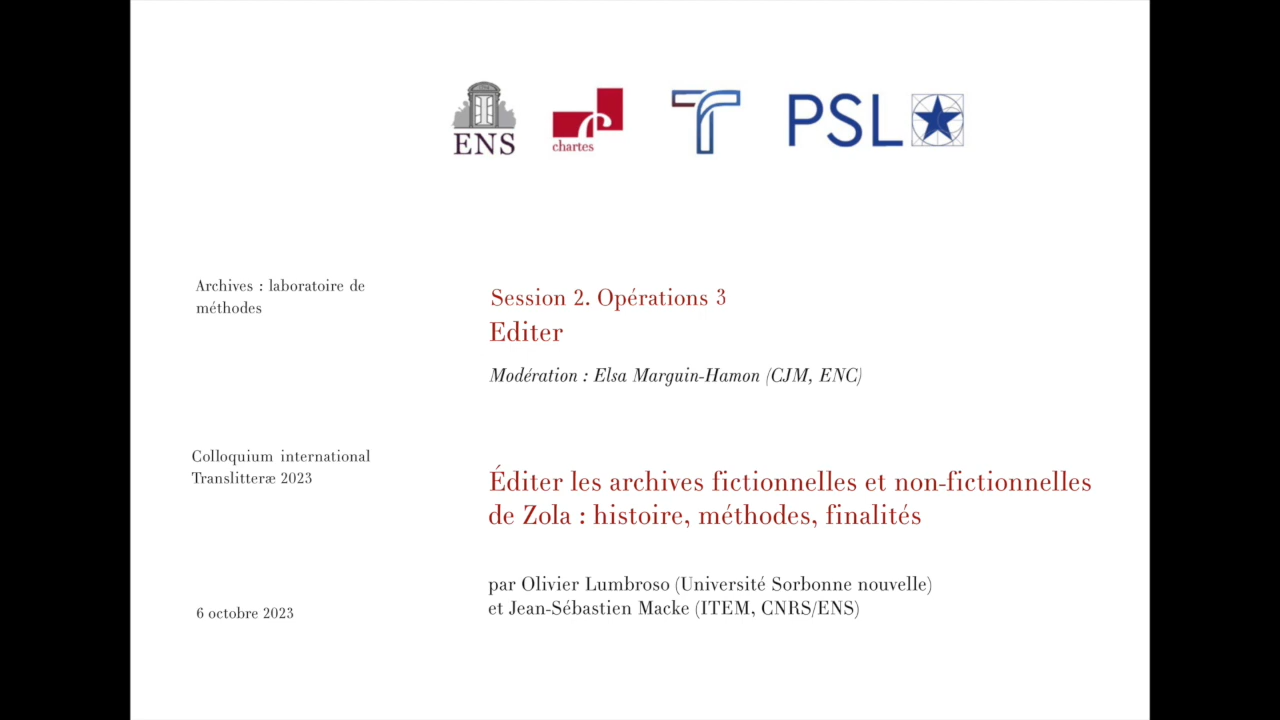 ENS
chartes
PSL
Archives : laboratoire de
méthodes
Session 2. Opérations 3
Editer
Modération : Elsa Marguin-Hamon (CJM, ENC)
Colloquium international
Translitteræ 2023
Éditer les archives fictionnelles et non-fictionnelles
de Zola : histoire, méthodes, finalités
par Olivier Lumbroso (Université Sorbonne nouvelle)
et Jean-Sébastien Macke (ITEM, CNRS/ENS)
6 octobre 2023